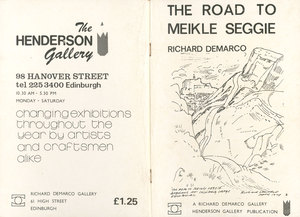 The
HENDERSON
Gallery
98 HANOVER STREET
tel 225 3400 Edinburgh
10.30 AM - 5.30 PM
MONDAY - SATURDAY
changing exhibitions
throughout the
year by artists
and craftsmen
alike
RICHARD DEMARCO GALLERY
61 HIGH STREET
EDINBURGH
£1.25
THE ROAD TO
MEIKLE SEGGIE
RICHARD DEMARCO
A RICHARD DEMARCO GALLERY
HENDERSON GALLERY PUBLICATION